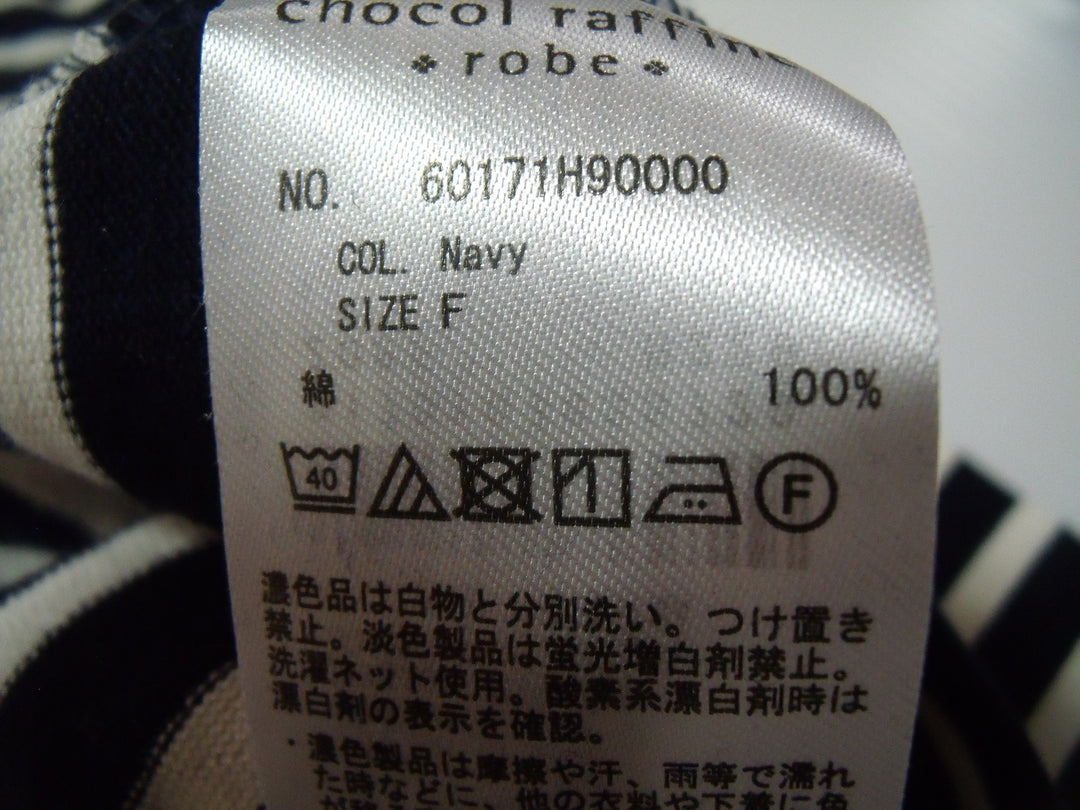 chocol raffine
robe
NO. 60171H90000
COL. Navy
SIZE F
綿 100%
40 F
濃色品は白物と分別洗い。つけ置き
禁止。淡色製品は蛍光増白剤禁止。
洗濯ネット使用。酸素系漂白剤時は
漂白剤の表示を確認。
・濃色製品は摩擦や汗、雨等で濡れ
た時などに、他の衣料や下着に色